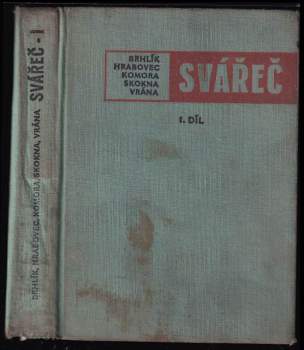 BRHLÍK
HRABOVEC
KOMORA
SKOKNA
VRÁNA
SVÁŘEČ
I. DÍL
BRHLÍK, HRABOVEC, KOMORA, SKOKNA, VRÁNA SVÁŘEČ - I